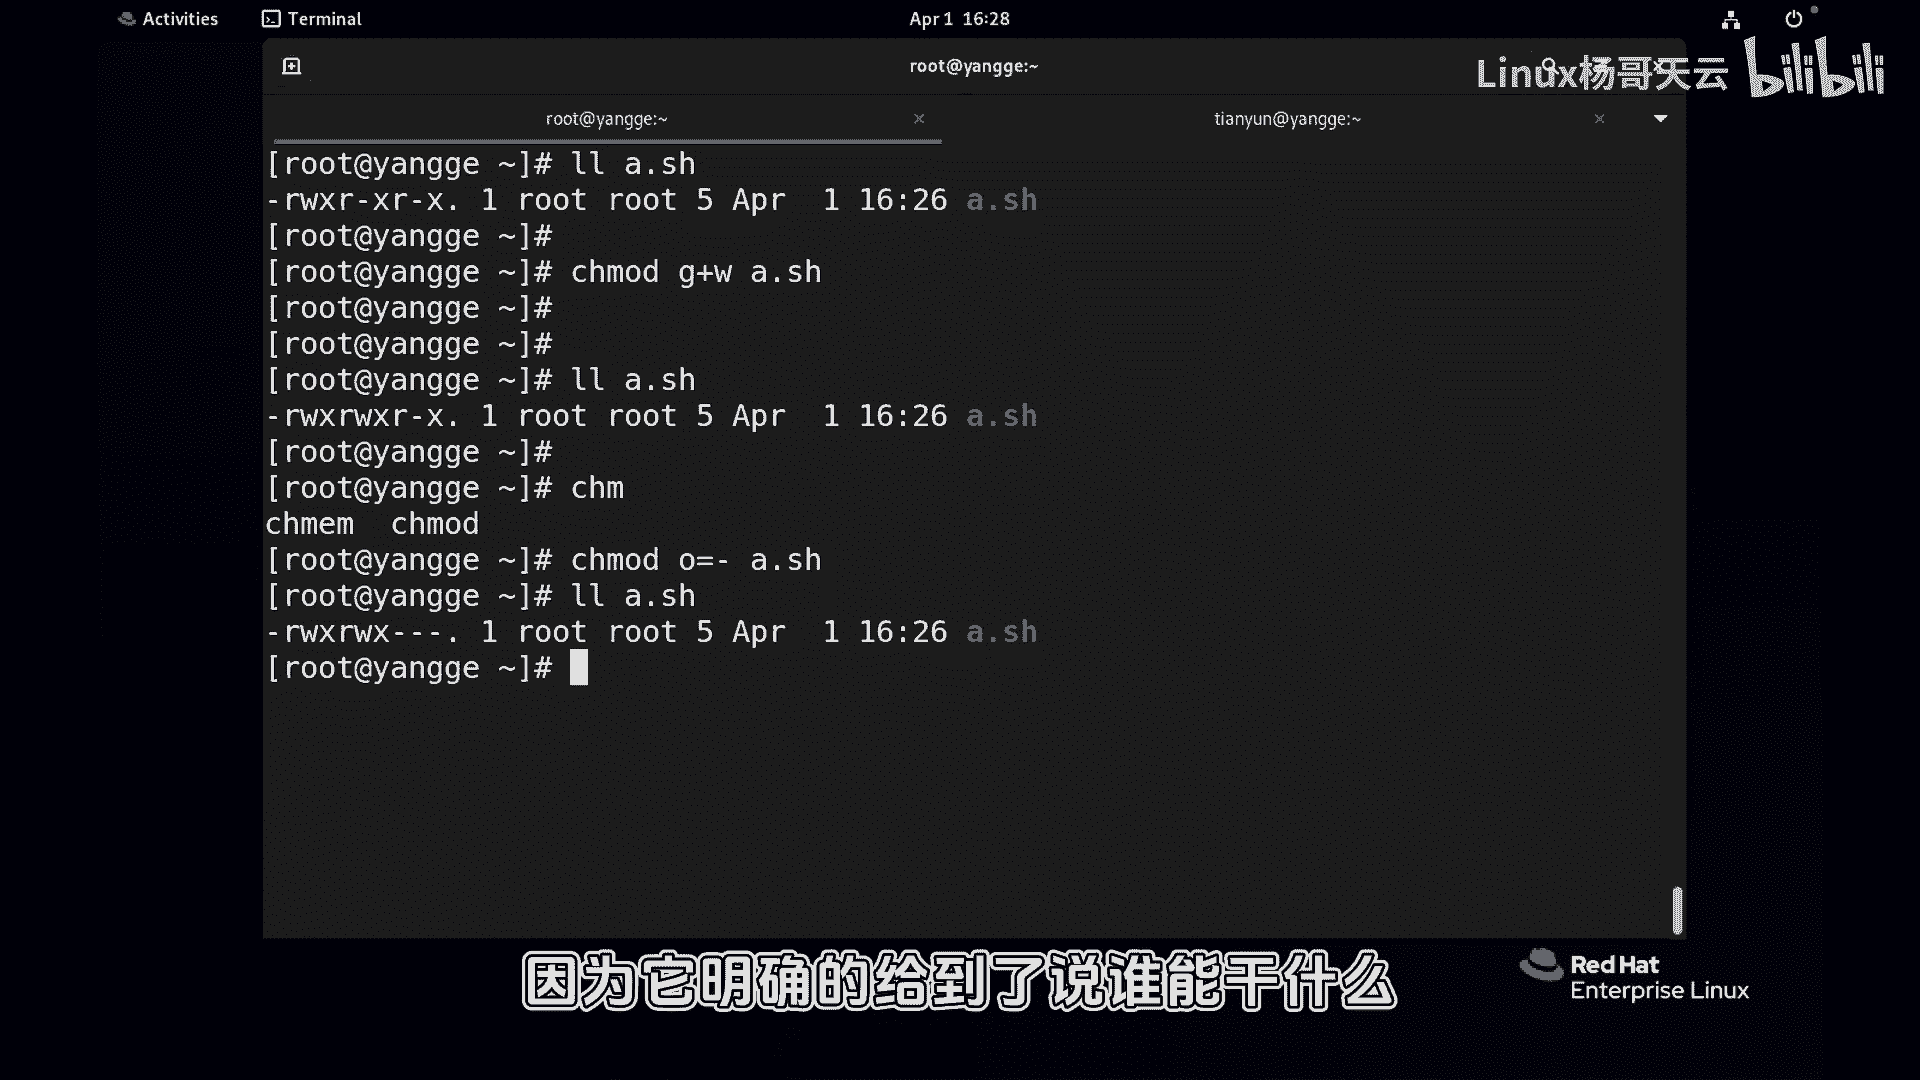 Activities Terminal Apr 1 16:28
root@yangge:~
Linux杨哥天云 bilibili
root@yangge:~ × tianyun@yangge:~ ×
[root@yangge ~]# ll a.sh
-rwxr-xr-x. 1 root root 5 Apr  1 16:26 a.sh
[root@yangge ~]#
[root@yangge ~]# chmod g+w a.sh
[root@yangge ~]#
[root@yangge ~]#
[root@yangge ~]# ll a.sh
-rwxrwxr-x. 1 root root 5 Apr  1 16:26 a.sh
[root@yangge ~]#
[root@yangge ~]# chm
chmem  chmod
[root@yangge ~]# chmod o=- a.sh
[root@yangge ~]# ll a.sh
-rwxrwx---. 1 root root 5 Apr  1 16:26 a.sh
[root@yangge ~]#
因为它明确的给到了说谁能干什么
Red Hat
Enterprise Linux